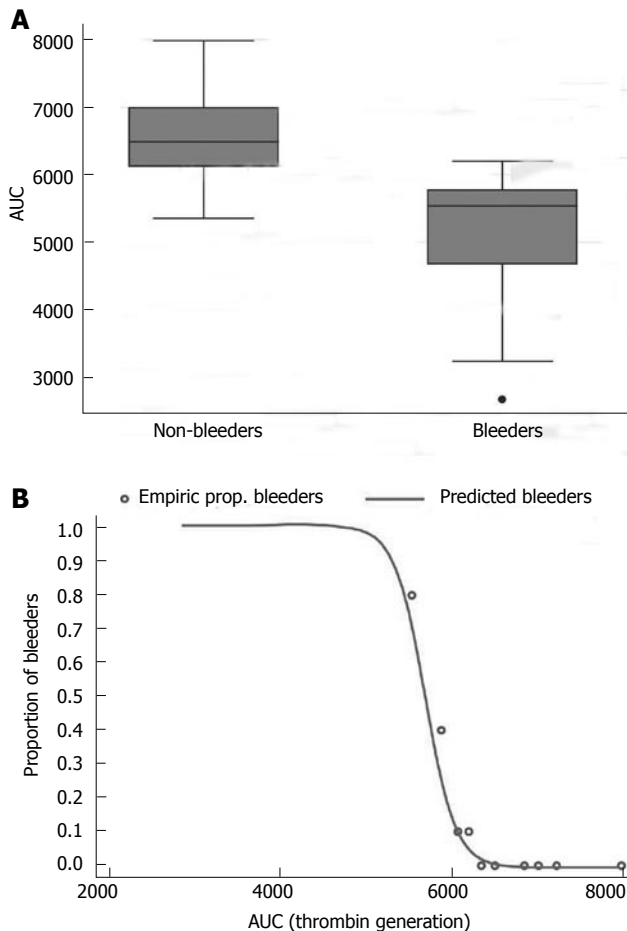 A
8000
7000
6000
5000
4000
3000
AUC
Non-bleeders Bleeders
B
Empiric prop. bleeders Predicted bleeders
1.0
0.9
0.8
0.7
0.6
0.5
0.4
0.3
0.2
0.1
0.0
Proportion of bleeders
2000 4000 6000 8000
AUC (thrombin generation)